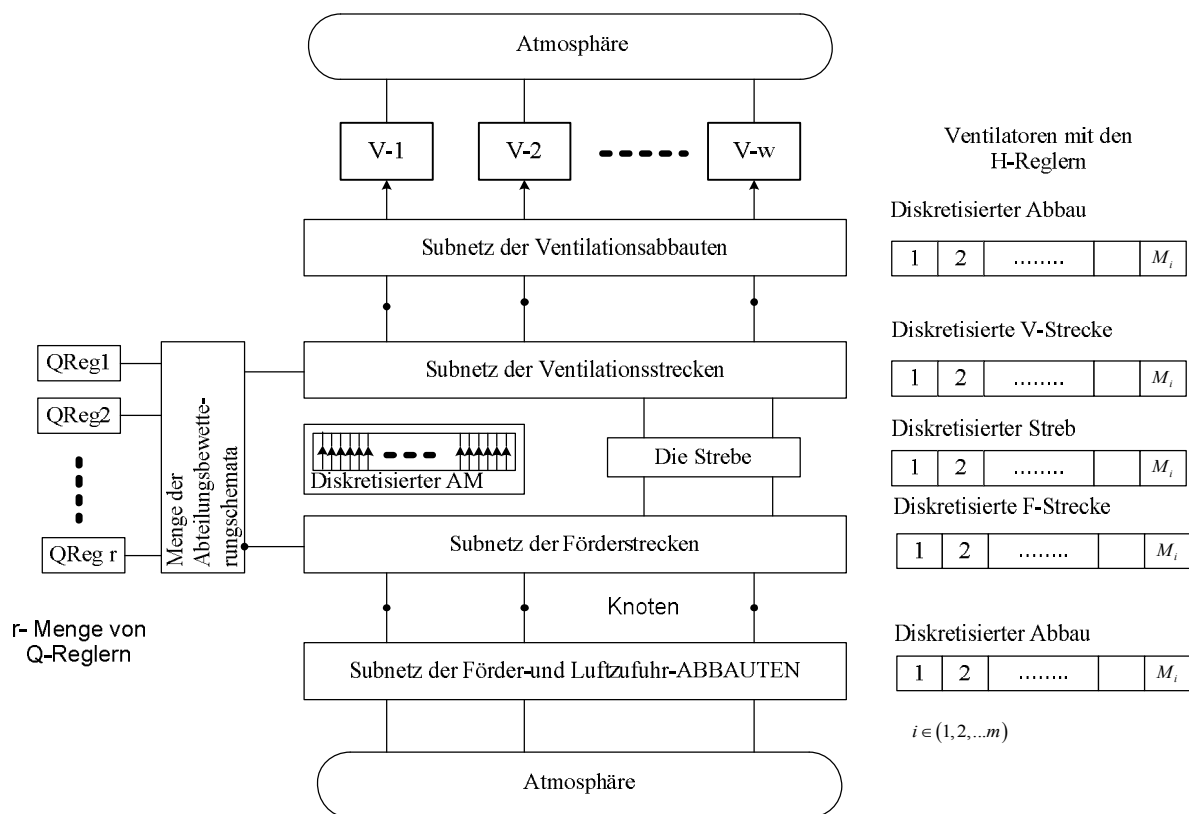 Atmosphäre
V-1
V-2
V-w
Ventilatoren mit den
H-Reglern
Subnetz der Ventilationsabbauten
Diskretisierter Abbau
1 2 ........ M_i
QReg1
QReg2
QReg r
r- Menge von
Q-Reglern
Menge der
Abteilungsbewette-
rungschemata
Subnetz der Ventilationsstrecken
Diskretisierte V-Strecke
1 2 ........ M_i
Diskretisierter AM
Die Strebe
Diskretisierter Streb
1 2 ........ M_i
Subnetz der Förderstrecken
Diskretisierte F-Strecke
1 2 ........ M_i
Knoten
Subnetz der Förder-und Luftzufuhr-ABBAUTEN
Diskretisierter Abbau
1 2 ........ M_i
i ∈ (1, 2, ...m)
Atmosphäre